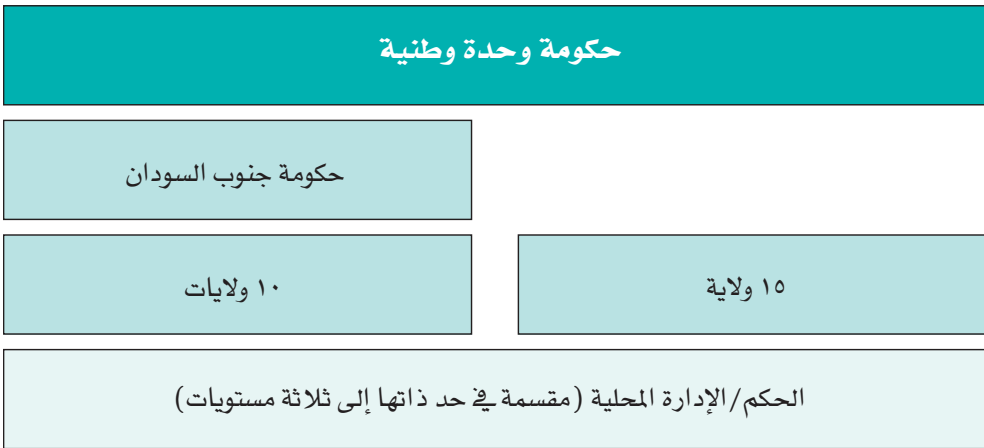 حكومة وحدة وطنية
حكومة جنوب السودان
١٥ ولاية
١٠ ولايات
الحكم/الإدارة المحلية (مقسمة في حد ذاتها إلى ثلاثة مستويات)